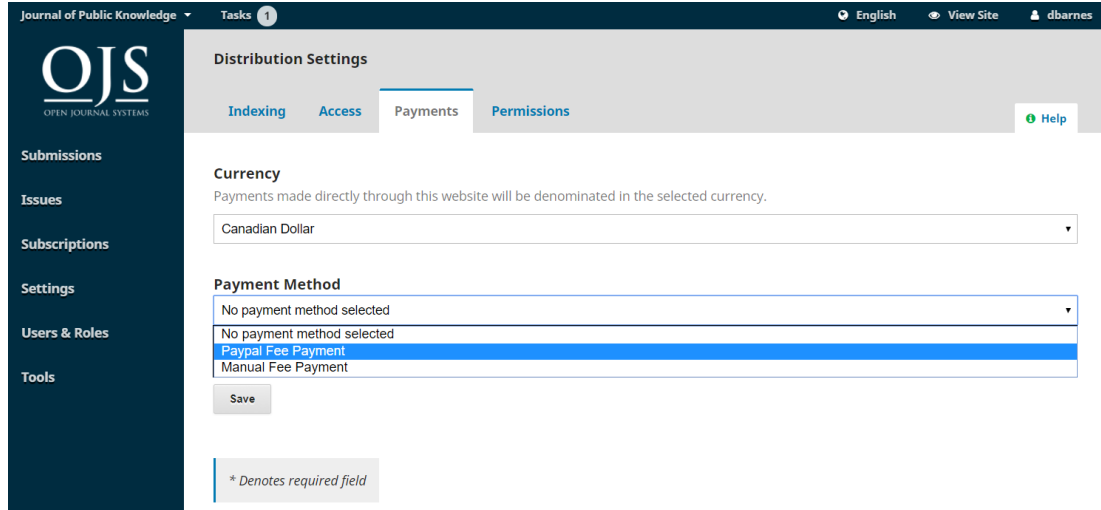 Journal of Public Knowledge Tasks 1 English View Site dbarnes
OJS
OPEN JOURNAL SYSTEMS
Distribution Settings
Indexing Access Payments Permissions
Help
Submissions
Issues
Subscriptions
Settings
Users & Roles
Tools
Currency
Payments made directly through this website will be denominated in the selected currency.
Canadian Dollar
Payment Method
No payment method selected
No payment method selected
Paypal Fee Payment
Manual Fee Payment
Save
* Denotes required field